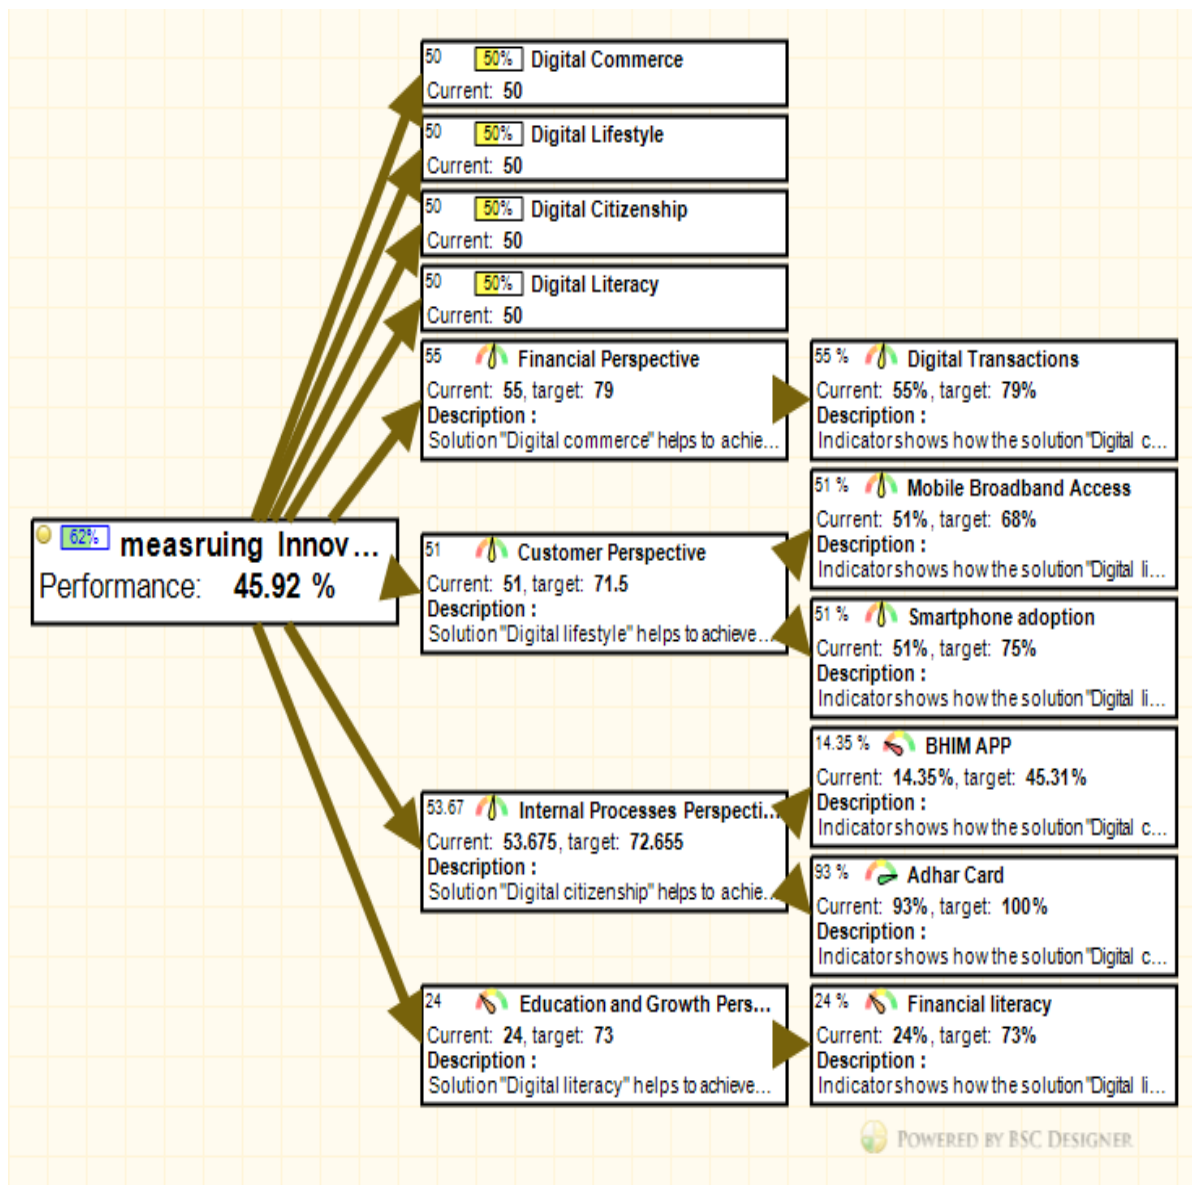 50 50% Digital Commerce
Current: 50
50 50% Digital Lifestyle
Current: 50
50 50% Digital Citizenship
Current: 50
50 50% Digital Literacy
Current: 50
55 Financial Perspective
Current: 55, target: 79
Description :
Solution "Digital commerce" helps to achie...
55 % Digital Transactions
Current: 55%, target: 79%
Description :
Indicator shows how the solution "Digital c...
51 % Mobile Broadband Access
Current: 51%, target: 68%
Description :
Indicator shows how the solution "Digital li...
62% measruing Innov...
Performance: 45.92 %
51 Customer Perspective
Current: 51, target: 71.5
Description :
Solution "Digital lifestyle" helps to achieve...
51 % Smartphone adoption
Current: 51%, target: 75%
Description :
Indicator shows how the solution "Digital li...
14.35 % BHIM APP
Current: 14.35%, target: 45.31%
Description :
Indicator shows how the solution "Digital c...
53.67 Internal Processes Perspecti...
Current: 53.675, target: 72.655
Description :
Solution "Digital citizenship" helps to achie...
93 % Adhar Card
Current: 93%, target: 100%
Description :
Indicator shows how the solution "Digital c...
24 Education and Growth Pers...
Current: 24, target: 73
Description :
Solution "Digital literacy" helps to achieve...
24 % Financial literacy
Current: 24%, target: 73%
Description :
Indicator shows how the solution "Digital li...
POWERED BY BSC DESIGNER